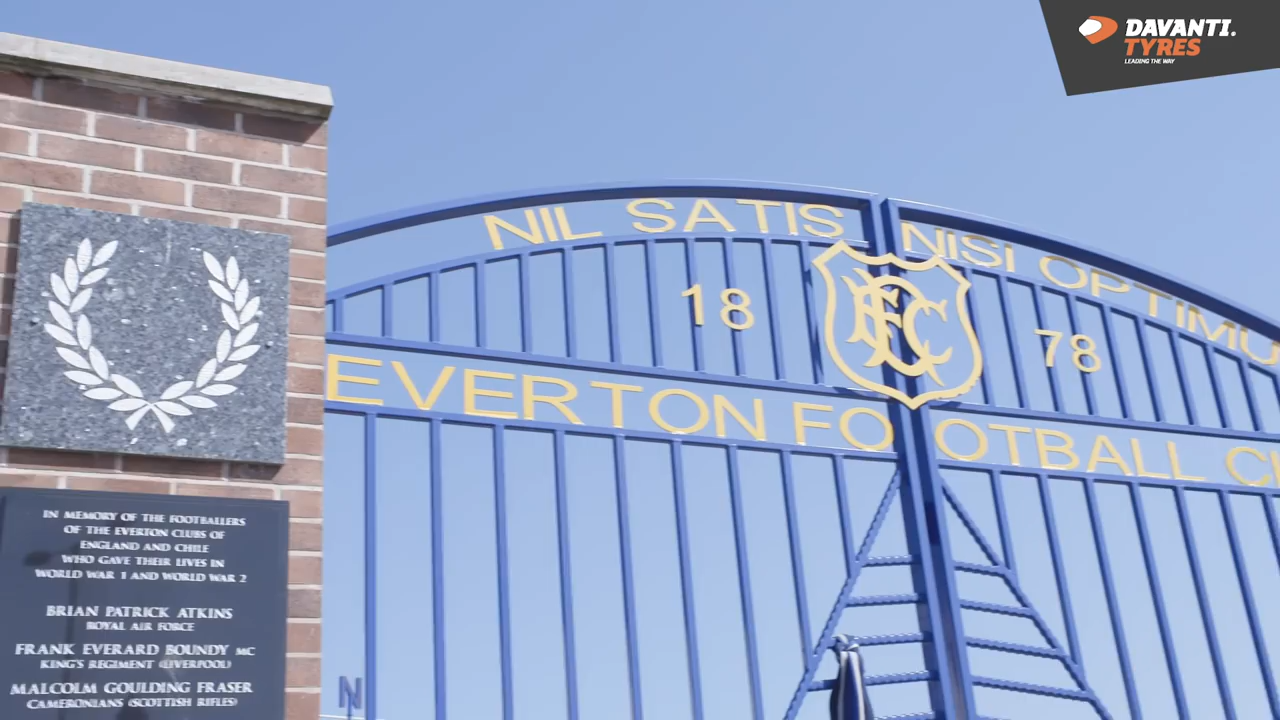 DAVANTI.
TYRES
LEADING THE WAY
NIL SATIS NISI OPTIMU
18 EFC 78
EVERTON FOOTBALL CL
IN MEMORY OF THE FOOTBALLERS
OF THE EVERTON CLUBS OF
ENGLAND AND CHILE
WHO GAVE THEIR LIVES IN
WORLD WAR 1 AND WORLD WAR 2
BRIAN PATRICK ATKINS
ROYAL AIR FORCE
FRANK EVERARD BOUNDY MC
KING'S REGIMENT (LIVERPOOL)
MALCOLM GOULDING FRASER
CAMERONIANS (SCOTTISH RIFLES)
N